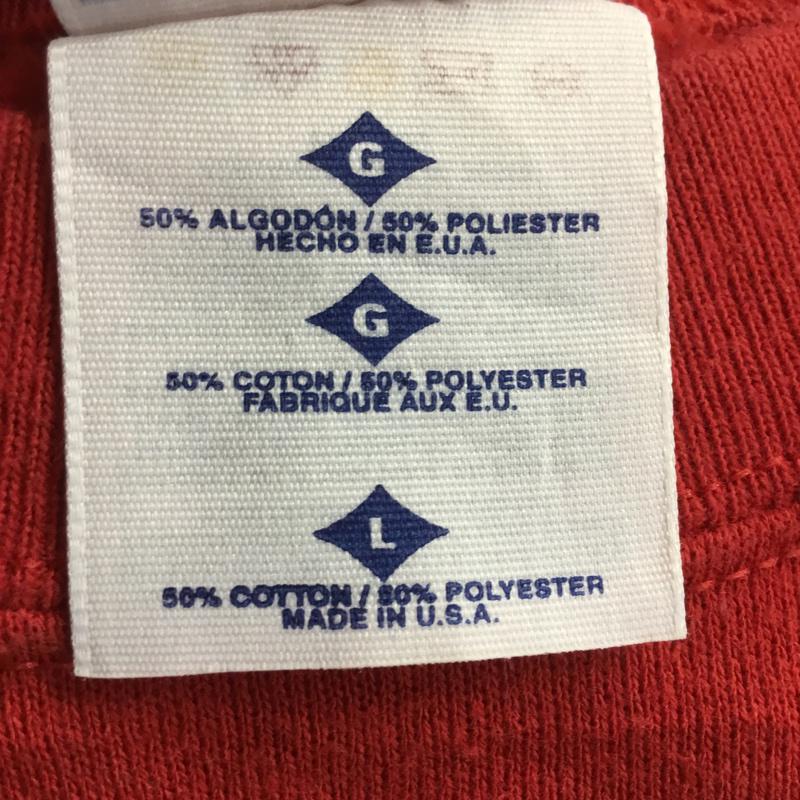 G
50% ALGODÓN / 50% POLIESTER
HECHO EN E.U.A.
G
50% COTON / 50% POLYESTER
FABRIQUE AUX E.U.
L
50% COTTON / 50% POLYESTER
MADE IN U.S.A.